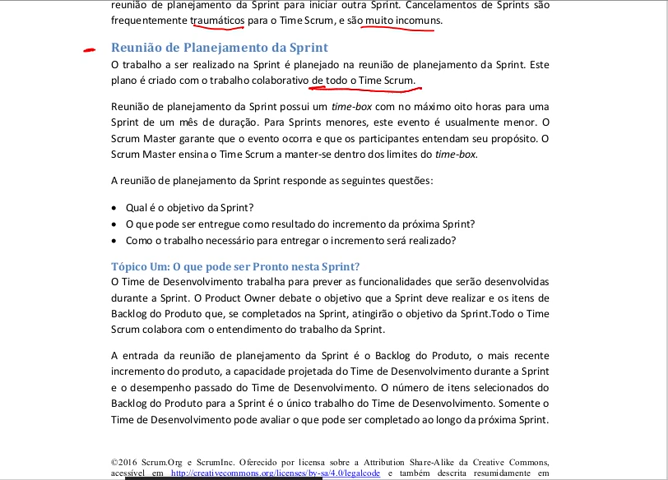 reunião de planejamento da Sprint para iniciar outra Sprint. Cancelamentos de Sprints são
frequentemente traumáticos para o Time Scrum, e são muito incomuns.
Reunião de Planejamento da Sprint
O trabalho a ser realizado na Sprint é planejado na reunião de planejamento da Sprint. Este
plano é criado com o trabalho colaborativo de todo o Time Scrum.
Reunião de planejamento da Sprint possui um time-box com no máximo oito horas para uma
Sprint de um mês de duração. Para Sprints menores, este evento é usualmente menor. O
Scrum Master garante que o evento ocorra e que os participantes entendam seu propósito. O
Scrum Master ensina o Time Scrum a manter-se dentro dos limites do time-box.
A reunião de planejamento da Sprint responde as seguintes questões:
• Qual é o objetivo da Sprint?
• O que pode ser entregue como resultado do incremento da próxima Sprint?
• Como o trabalho necessário para entregar o incremento será realizado?
Tópico Um: O que pode ser Pronto nesta Sprint?
O Time de Desenvolvimento trabalha para prever as funcionalidades que serão desenvolvidas
durante a Sprint. O Product Owner debate o objetivo que a Sprint deve realizar e os itens de
Backlog do Produto que, se completados na Sprint, atingirão o objetivo da Sprint.Todo o Time
Scrum colabora com o entendimento do trabalho da Sprint.
A entrada da reunião de planejamento da Sprint é o Backlog do Produto, o mais recente
incremento do produto, a capacidade projetada do Time de Desenvolvimento durante a Sprint
e o desempenho passado do Time de Desenvolvimento. O número de itens selecionados do
Backlog do Produto para a Sprint é o único trabalho do Time de Desenvolvimento. Somente o
Time de Desenvolvimento pode avaliar o que pode ser completado ao longo da próxima Sprint.
©2016 Scrum.Org e ScrumInc. Oferecido por licensa sobre a Attribution Share-Alike da Creative Commons,
acessível em http://creativecommons.org/licenses/by-sa/4.0/legalcode e também descrita resumidamente em